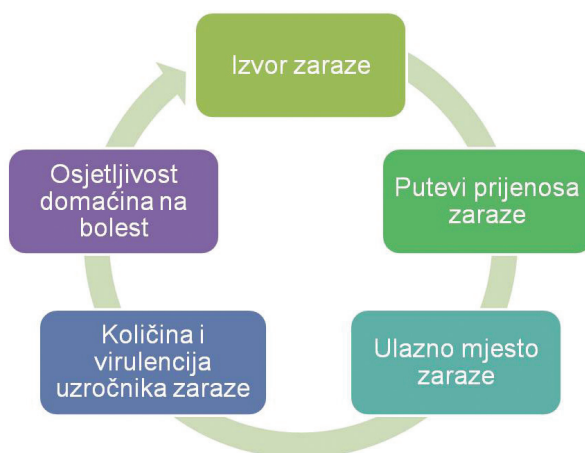 Izvor zaraze
Putevi prijenosa
zaraze
Ulazno mjesto
zaraze
Količina i
virulencija
uzročnika zaraze
Osjetljivost
domaćina na
bolest